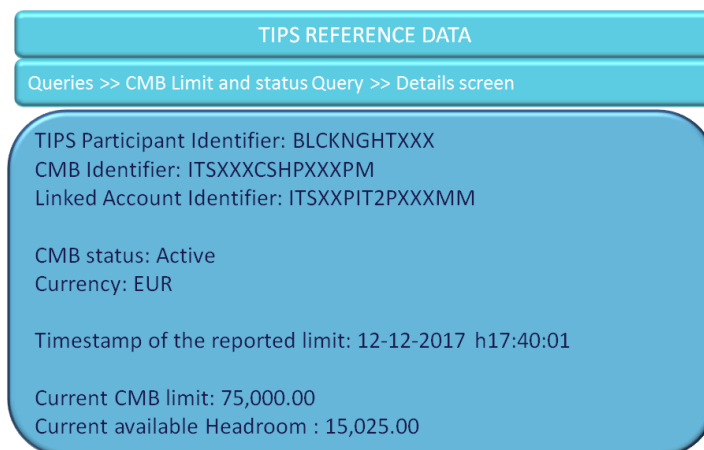 TIPS REFERENCE DATA
Queries >> CMB Limit and status Query >> Details screen
TIPS Participant Identifier: BLCKNGHTXXX
CMB Identifier: ITSXXXCSHPXXXPM
Linked Account Identifier: ITSXXPIT2PXXXMM
CMB status: Active
Currency: EUR
Timestamp of the reported limit: 12-12-2017 h17:40:01
Current CMB limit: 75,000.00
Current available Headroom : 15,025.00